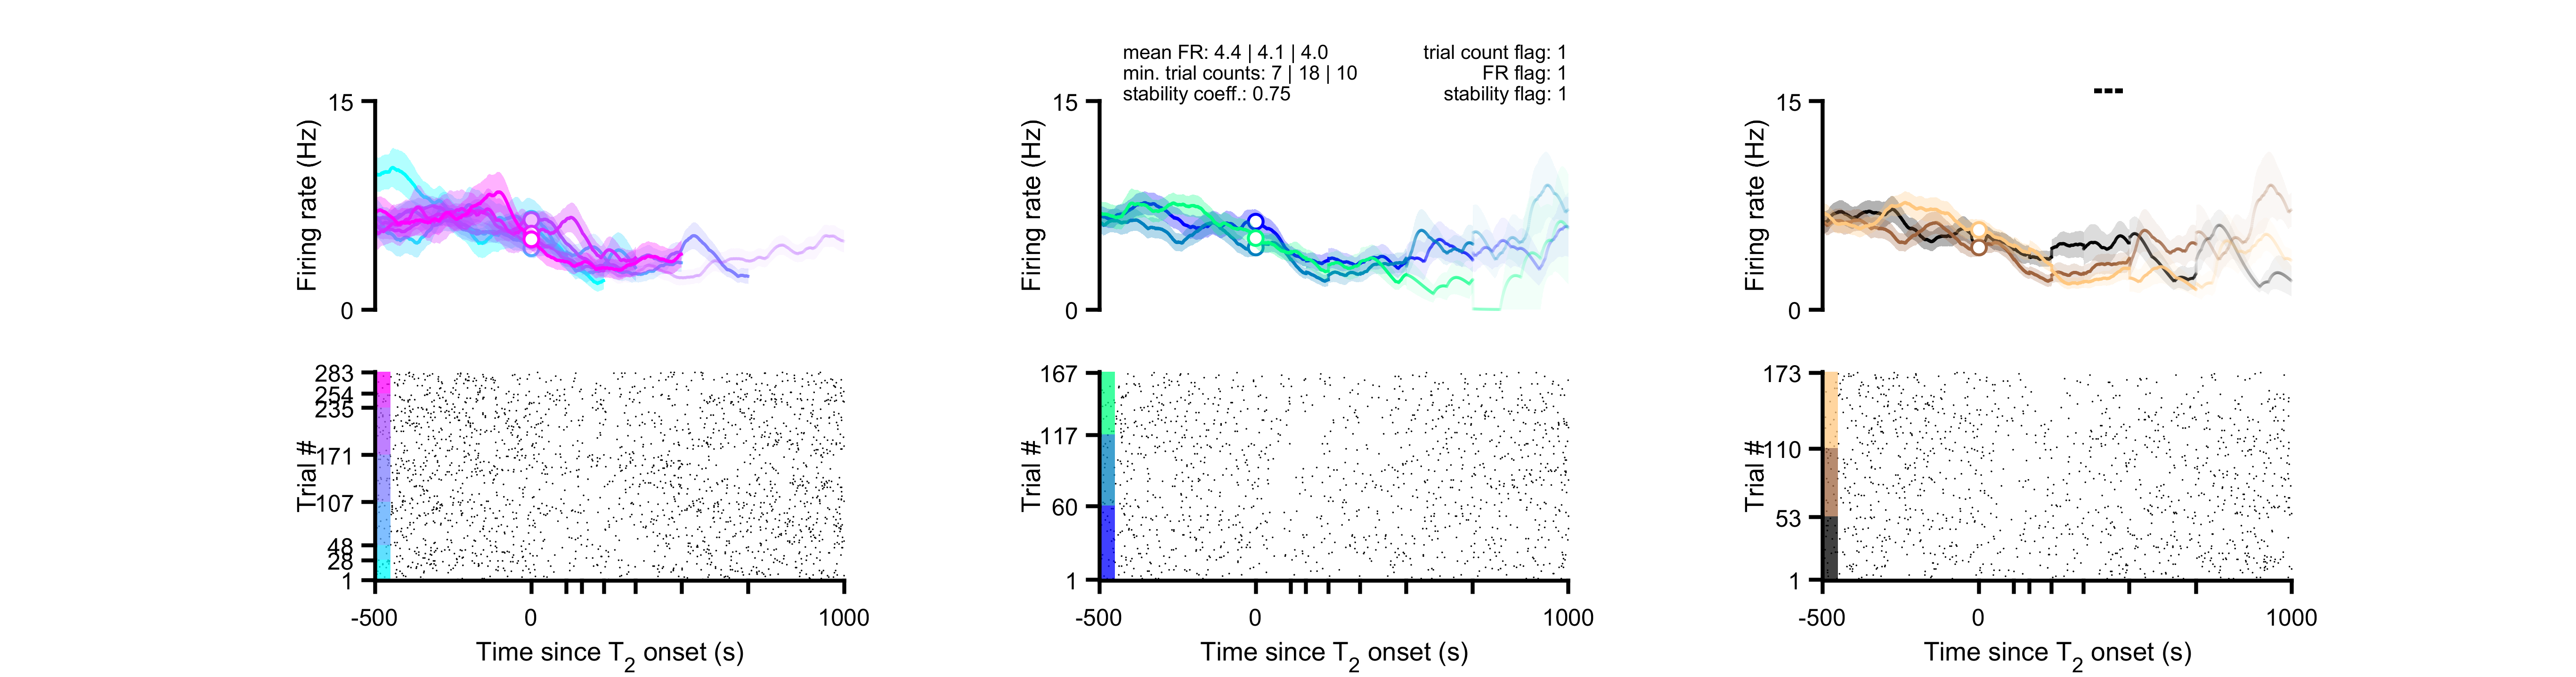 mean FR: 4.4 | 4.1 | 4.0
min. trial counts: 7 | 18 | 10
stability coeff.: 0.75
trial count flag: 1
FR flag: 1
stability flag: 1
---
15
0
Firing rate (Hz)
15
0
Firing rate (Hz)
15
0
Firing rate (Hz)
283
254
235
171
107
48
28
1
Trial #
-500
0
1000
Time since T2 onset (s)
167
117
60
1
Trial #
-500
0
1000
Time since T2 onset (s)
173
110
53
1
Trial #
-500
0
1000
Time since T2 onset (s)